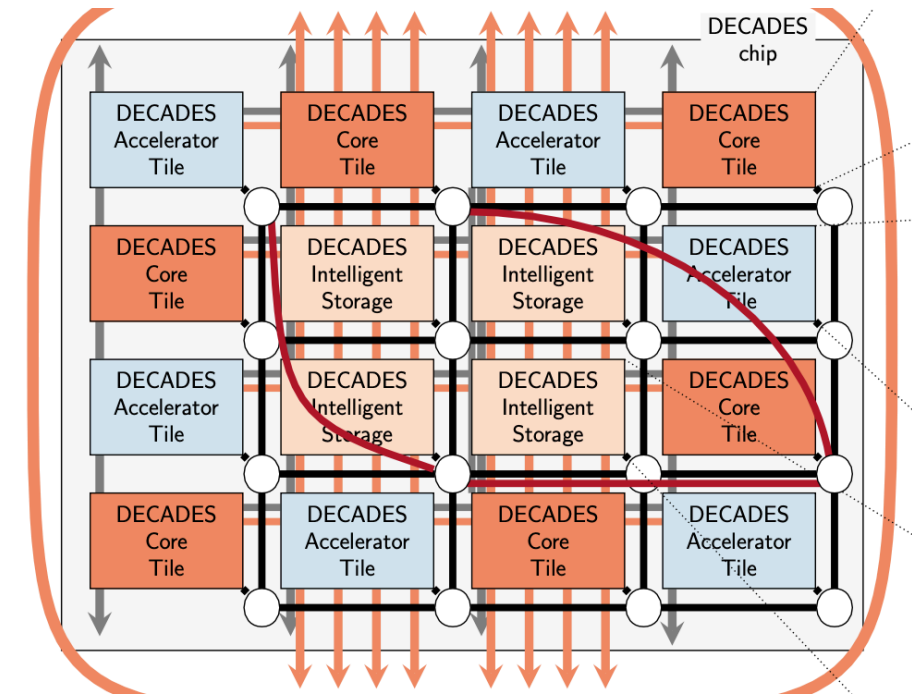 DECADES
chip
DECADES
Accelerator
Tile
DECADES
Core
Tile
DECADES
Accelerator
Tile
DECADES
Core
Tile
DECADES
Core
Tile
DECADES
Intelligent
Storage
DECADES
Intelligent
Storage
DECADES
Accelerator
Tile
DECADES
Accelerator
Tile
DECADES
Intelligent
Storage
DECADES
Intelligent
Storage
DECADES
Core
Tile
DECADES
Core
Tile
DECADES
Accelerator
Tile
DECADES
Core
Tile
DECADES
Accelerator
Tile